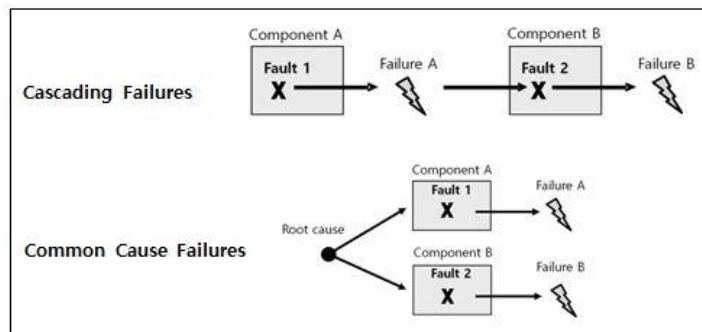 Component A
Component B
Fault 1
Failure A
Fault 2
Failure B
X
X
Cascading Failures
Component A
Fault 1
Failure A
X
Root cause
Common Cause Failures
Component B
Fault 2
Failure B
X